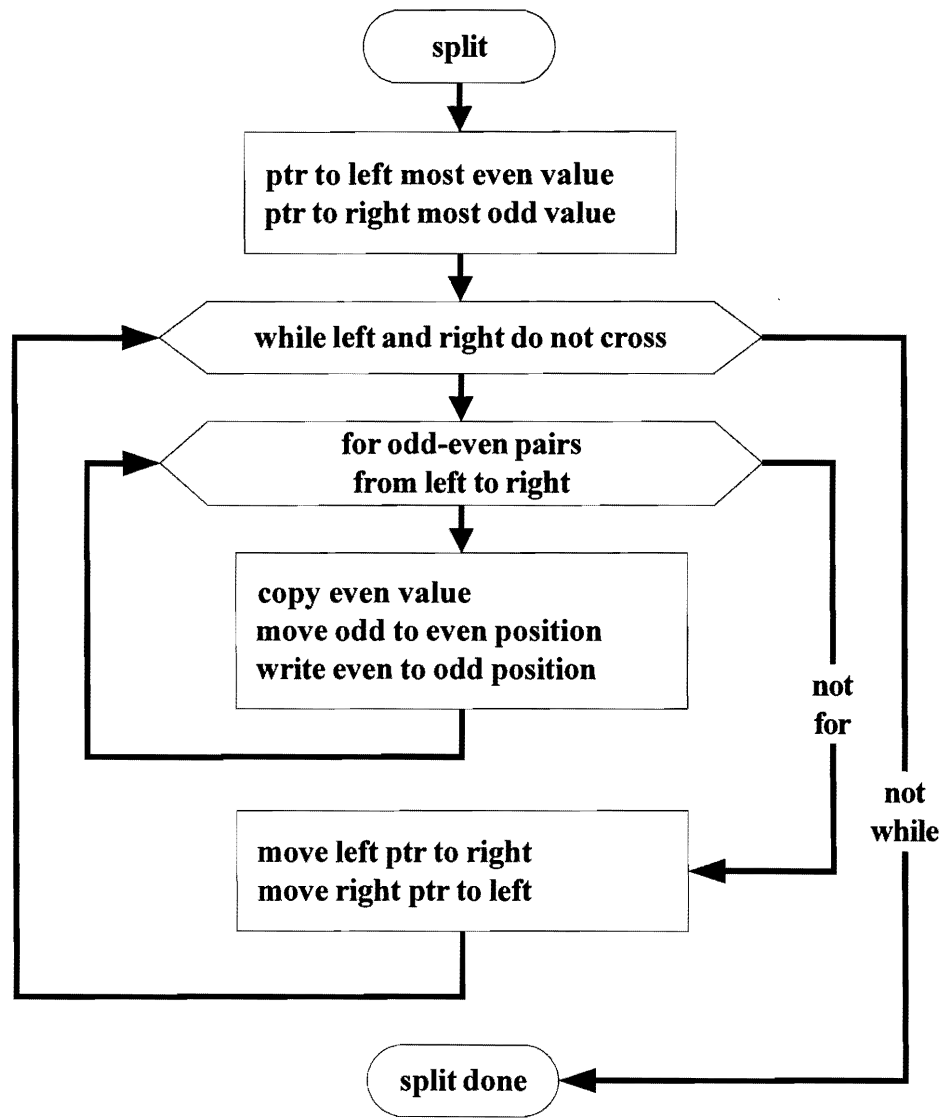 split
ptr to left most even value
ptr to right most odd value
while left and right do not cross
for odd-even pairs
from left to right
copy even value
move odd to even position
write even to odd position
not
for
not
while
move left ptr to right
move right ptr to left
split done